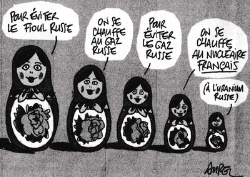 POUR ÉVITER
LE FIOUL RUSSE
ON SE
CHAUFFE
AU GAZ
RUSSE
POUR
ÉVITER
LE GAZ
RUSSE
ON SE
CHAUFFE
AU NUCLÉAIRE
FRANÇAIS
(À L'URANIUM
RUSSE)
AUREL